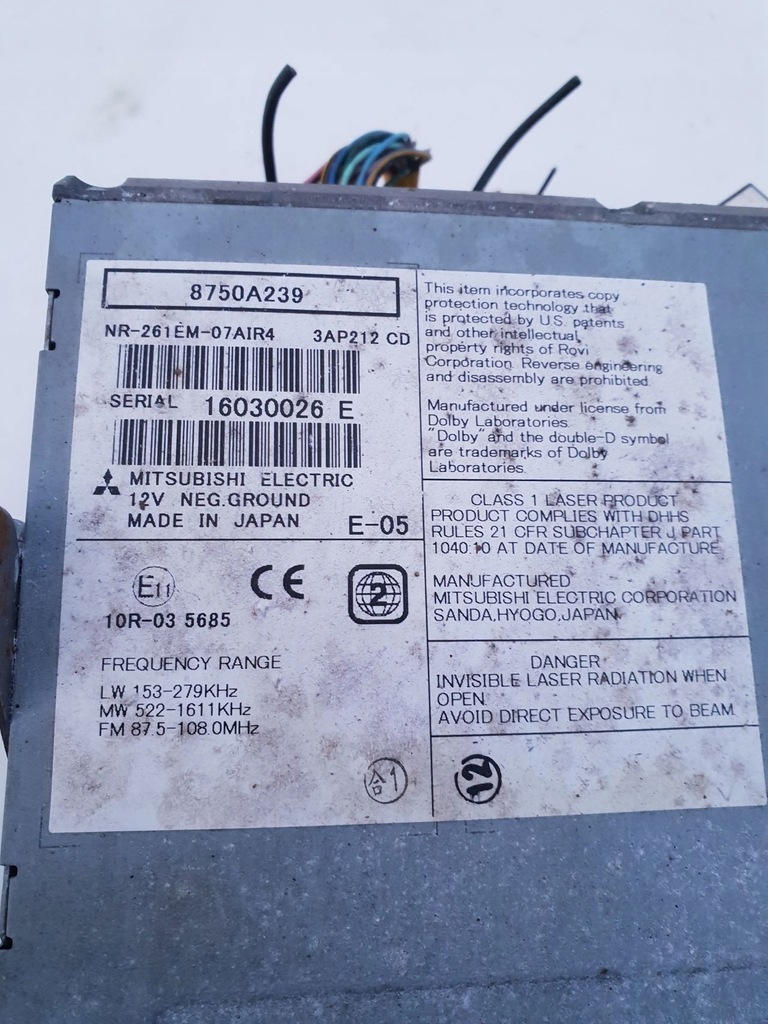 8750A239
NR-261EM-07AIR4 3AP212 CD
SERIAL 16030026 E
MITSUBISHI ELECTRIC
12V NEG.GROUND
MADE IN JAPAN E-05
E11
CE
2
10R-03 5685
FREQUENCY RANGE
LW 153-279KHz
MW 522-1611KHz
FM 87.5-108.0MHz
合1
This item incorporates copy
protection technology that
is protected by U.S. patents
and other intellectual
property rights of Rovi
Corporation. Reverse engineering
and disassembly are prohibited.
Manufactured under license from
Dolby Laboratories.
"Dolby" and the double-D symbol
are trademarks of Dolby
Laboratories.
CLASS 1 LASER PRODUCT
PRODUCT COMPLIES WITH DHHS
RULES 21 CFR SUBCHAPTER J PART
1040.10 AT DATE OF MANUFACTURE
MANUFACTURED
MITSUBISHI ELECTRIC CORPORATION
SANDA,HYOGO,JAPAN.
DANGER
INVISIBLE LASER RADIATION WHEN
OPEN.
AVOID DIRECT EXPOSURE TO BEAM.
12